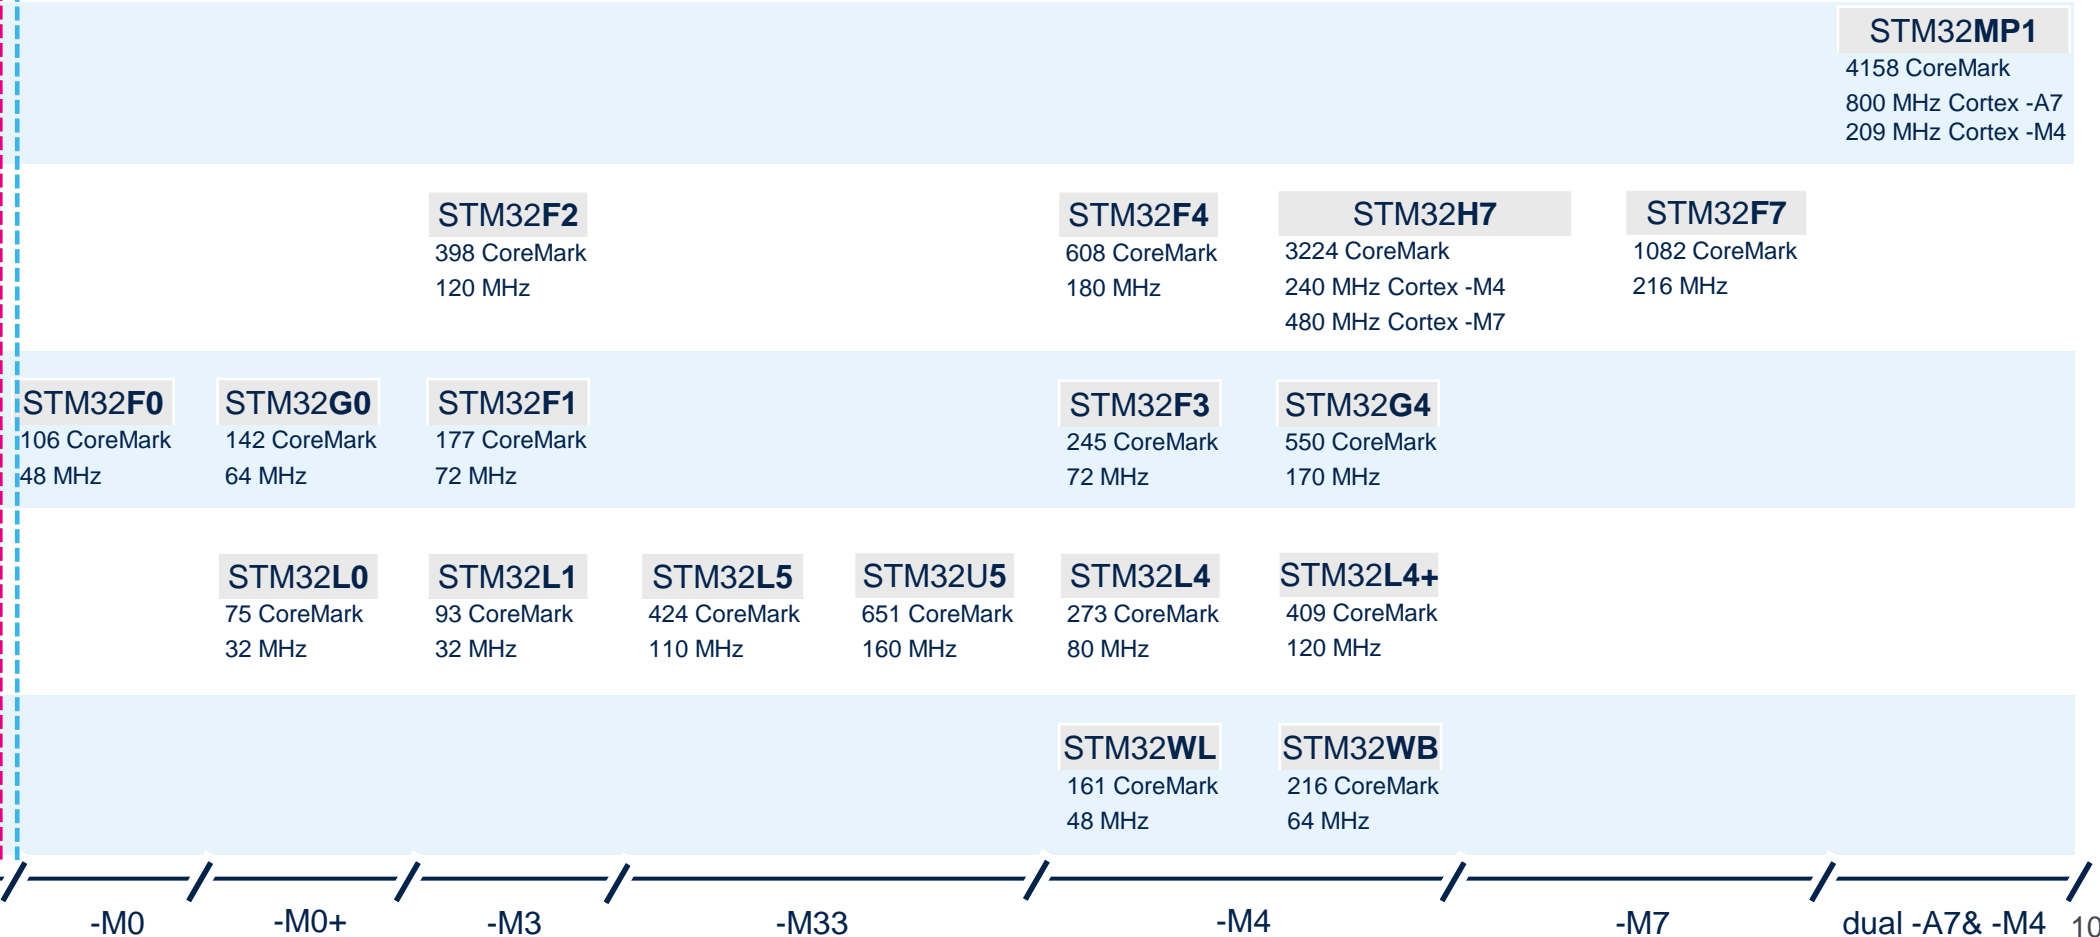 STM32MP1
4158 CoreMark
800 MHz Cortex -A7
209 MHz Cortex -M4
STM32F2
398 CoreMark
120 MHz
STM32F4
608 CoreMark
180 MHz
STM32H7
3224 CoreMark
240 MHz Cortex -M4
480 MHz Cortex -M7
STM32F7
1082 CoreMark
216 MHz
STM32F0
106 CoreMark
48 MHz
STM32G0
142 CoreMark
64 MHz
STM32F1
177 CoreMark
72 MHz
STM32F3
245 CoreMark
72 MHz
STM32G4
550 CoreMark
170 MHz
STM32L0
75 CoreMark
32 MHz
STM32L1
93 CoreMark
32 MHz
STM32L5
424 CoreMark
110 MHz
STM32U5
651 CoreMark
160 MHz
STM32L4
273 CoreMark
80 MHz
STM32L4+
409 CoreMark
120 MHz
STM32WL
161 CoreMark
48 MHz
STM32WB
216 CoreMark
64 MHz
-M0
-M0+
-M3
-M33
-M4
-M7
dual -A7& -M4
10